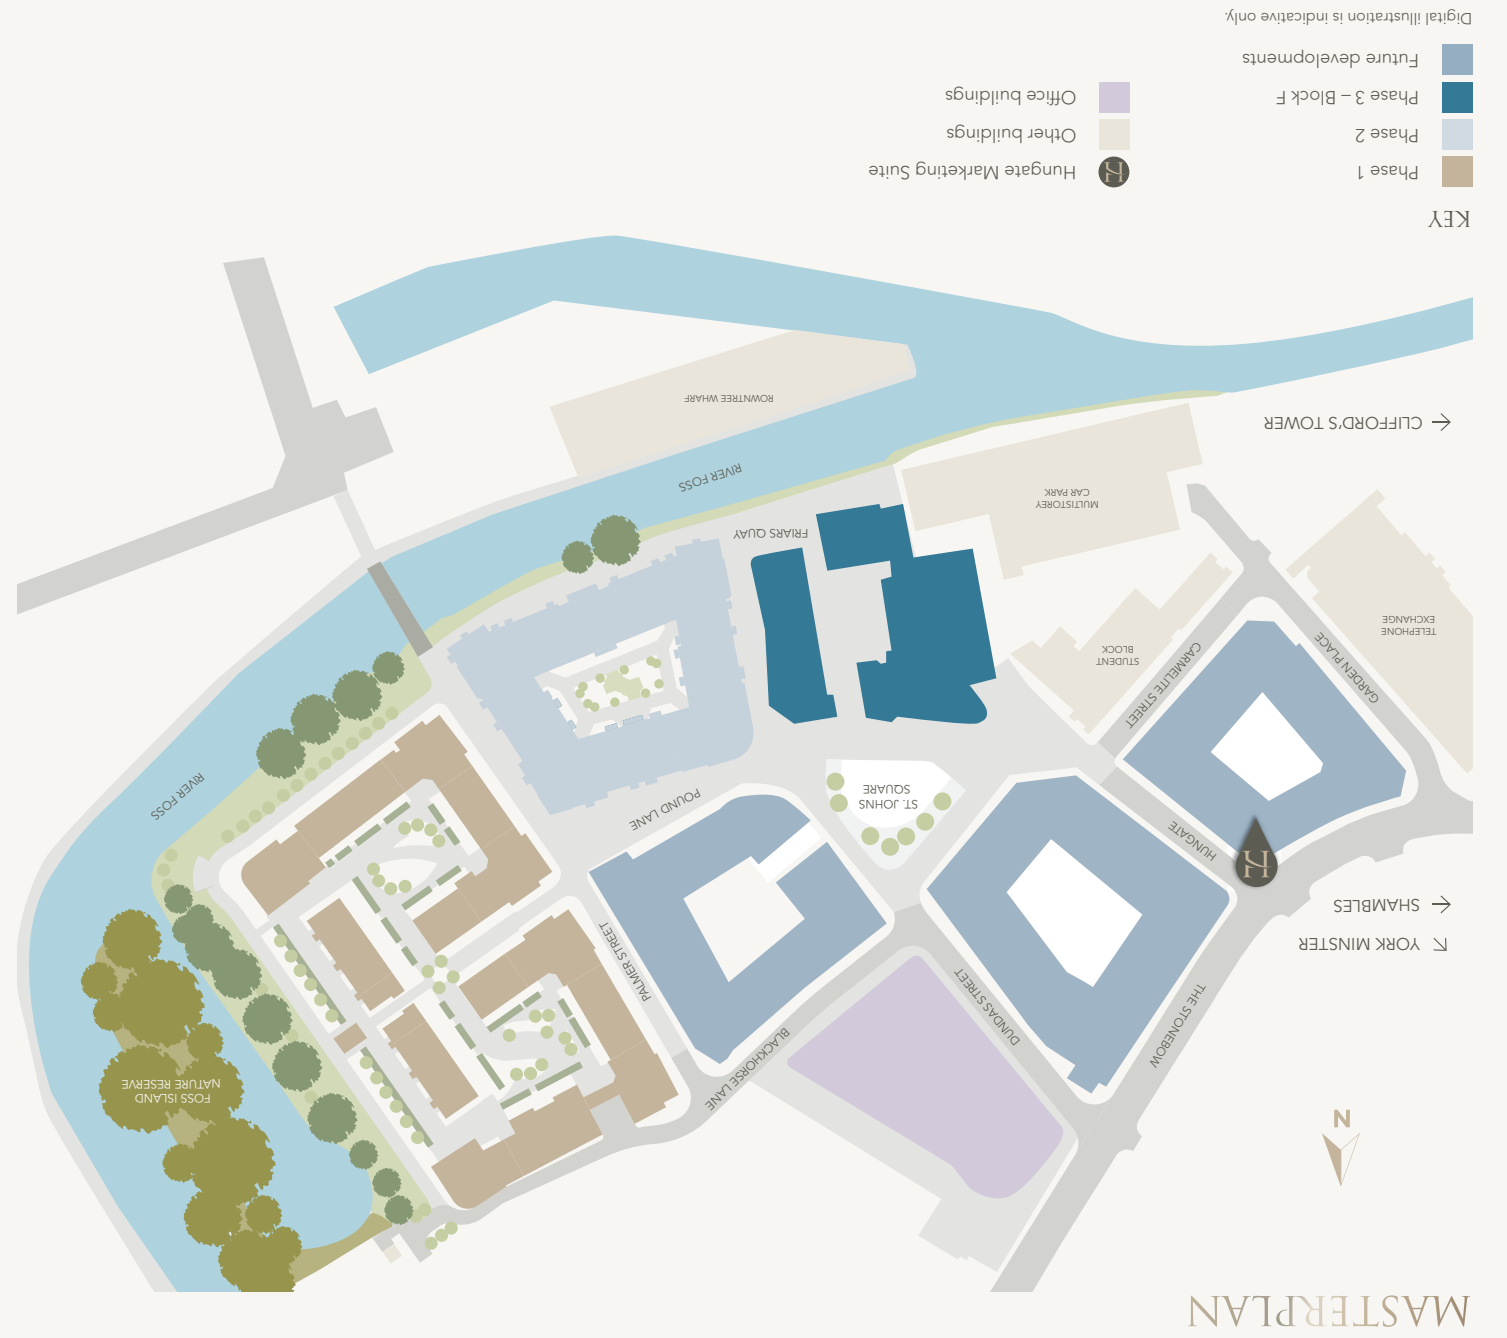 MASTERPLAN
N
YORK MINSTER
SHAMBLES
THE STONEBOW
DUNDAS STREET
BLACKHORSE LANE
FOSS ISLAND
NATURE RESERVE
H
HUNGATE
PALMER STREET
ST. JOHNS
SQUARE
POUND LANE
RIVER FOSS
GARDEN PLACE
CARMELITE STREET
STUDENT
BLOCK
TELEPHONE
EXCHANGE
FRIARS QUAY
MULTISTOREY
CAR PARK
RIVER FOSS
CLIFFORD'S TOWER
ROWNTREE WHARF
KEY
Phase 1
Phase 2
Phase 3 – Block F
Future developments
H
Hungate Marketing Suite
Other buildings
Office buildings
Digital illustration is indicative only.